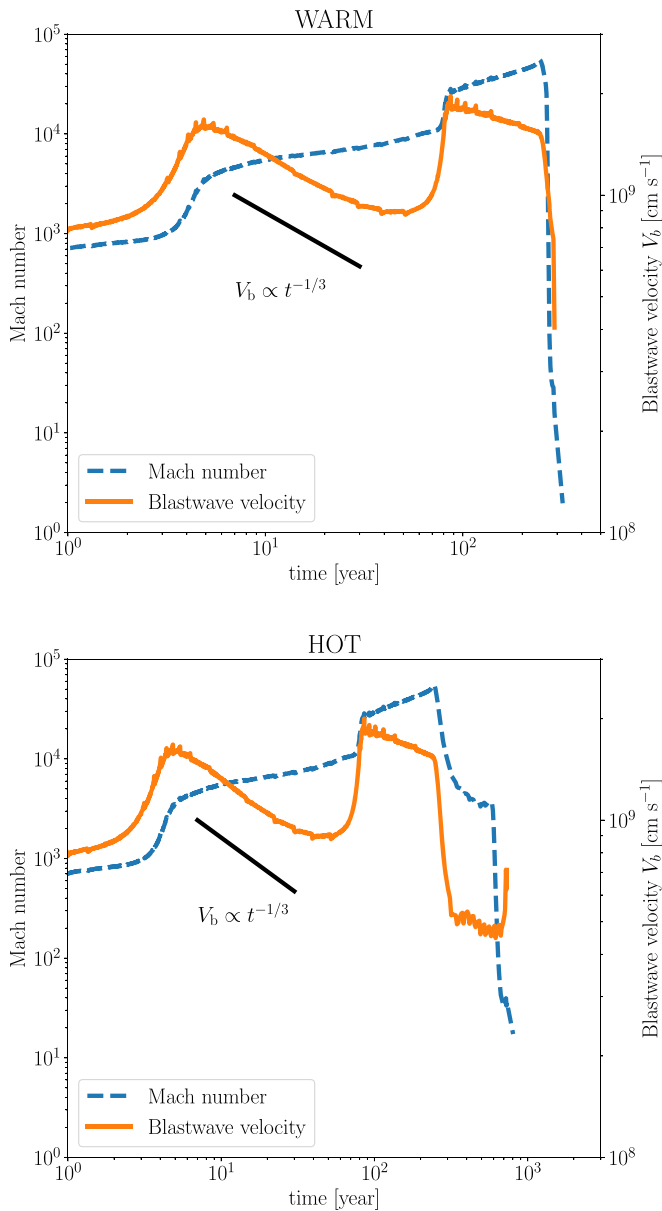 WARM
10^5
10^4
10^3
10^2
10^1
10^0
Mach number
10^9
10^8
Blastwave velocity V_b [cm s^{-1}]
V_b ∝ t^{-1/3}
Mach number
Blastwave velocity
10^0
10^1
10^2
time [year]
HOT
10^5
10^4
10^3
10^2
10^1
10^0
Mach number
10^9
10^8
Blastwave velocity V_b [cm s^{-1}]
V_b ∝ t^{-1/3}
Mach number
Blastwave velocity
10^0
10^1
10^2
10^3
time [year]